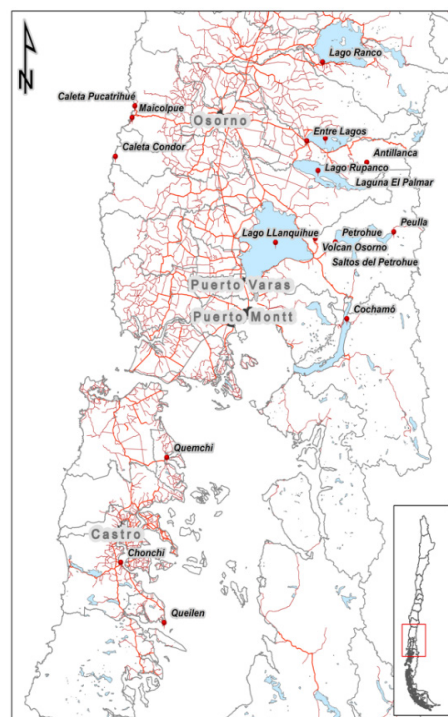 N
Lago Ranco
Caleta Pucatrihué
Maicolpue
Osorno
Entre Lagos
Caleta Condor
Antillanca
Lago Rupanco
Laguna El Palmar
Peulla
Lago LLanquihue
Petrohue
Volcan Osorno
Saltos del Petrohue
Puerto Varas
Puerto Montt
Cochamó
Quemchi
Castro
Chonchi
Queilen